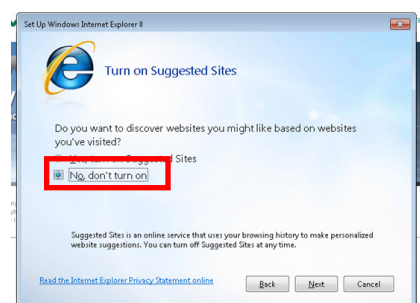 Set Up Windows Internet Explorer 8
Turn on Suggested Sites
Do you want to discover websites you might like based on websites
you've visited?
Sites
No, don't turn on
Suggested Sites is an online service that uses your browsing history to make personalized
website suggestions. You can turn off Suggested Sites at any time.
Read the Internet Explorer Privacy Statement online
Back
Next
Cancel